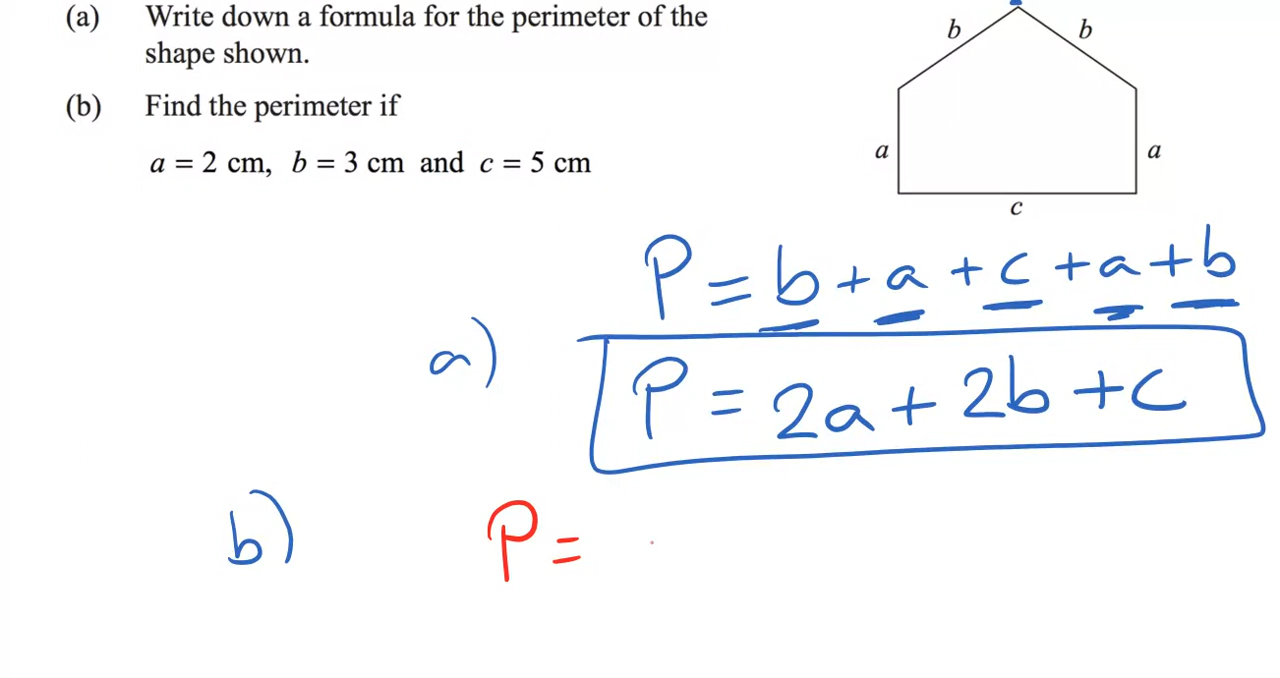 (a) Write down a formula for the perimeter of the
shape shown.
(b) Find the perimeter if
a = 2 cm, b = 3 cm and c = 5 cm
b b
a a
c
P = b + a + c + a + b
a) P = 2a + 2b + c
b) P =